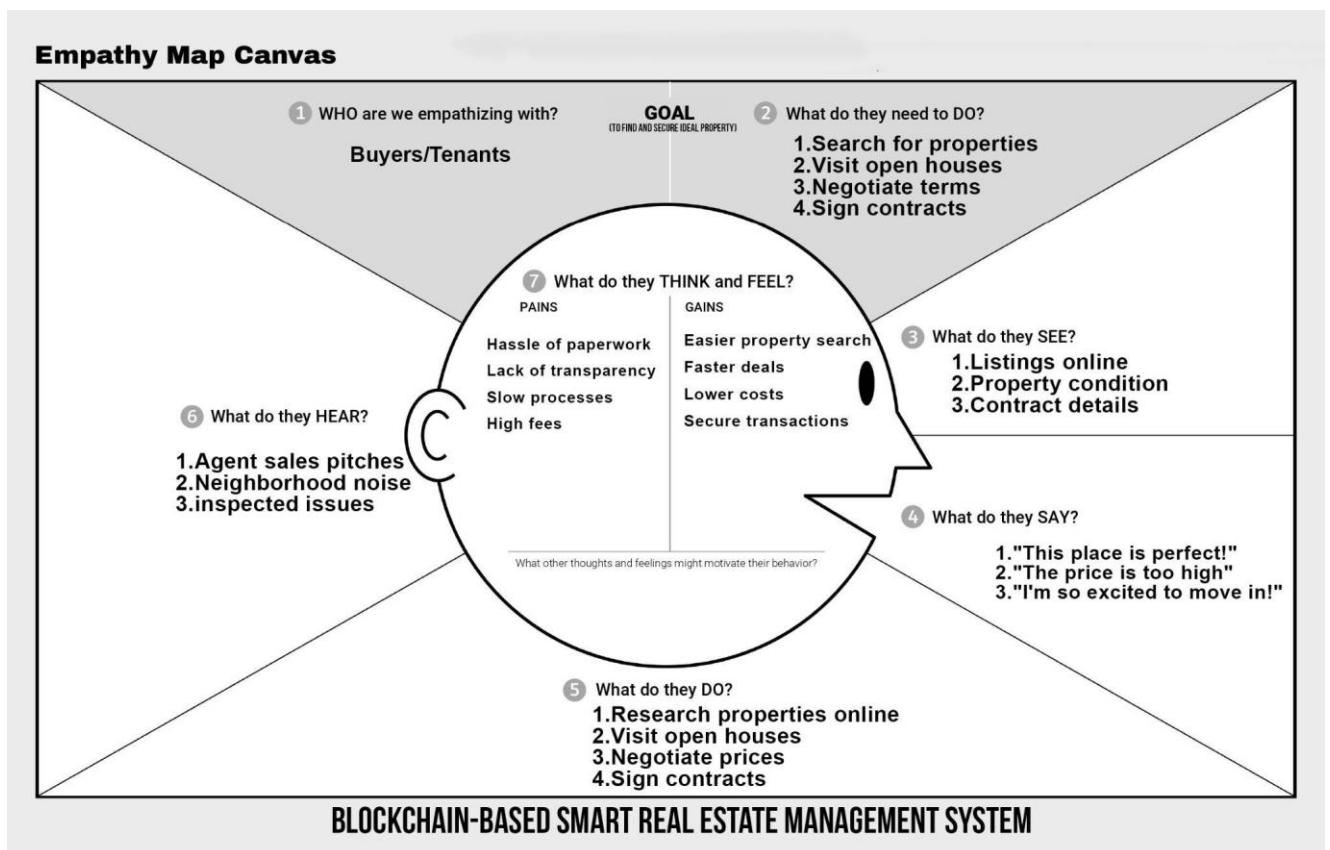 Empathy Map Canvas
1 WHO are we empathizing with?
Buyers/Tenants
GOAL
(TO FIND AND SECURE IDEAL PROPERTY)
2 What do they need to DO?
1.Search for properties
2.Visit open houses
3.Negotiate terms
4.Sign contracts
7 What do they THINK and FEEL?
PAINS
Hassle of paperwork
Lack of transparency
Slow processes
High fees
GAINS
Easier property search
Faster deals
Lower costs
Secure transactions
What other thoughts and feelings might motivate their behavior?
3 What do they SEE?
1.Listings online
2.Property condition
3.Contract details
4 What do they SAY?
1."This place is perfect!"
2."The price is too high"
3."I'm so excited to move in!"
5 What do they DO?
1.Research properties online
2.Visit open houses
3.Negotiate prices
4.Sign contracts
6 What do they HEAR?
1.Agent sales pitches
2.Neighborhood noise
3.inspected issues
BLOCKCHAIN-BASED SMART REAL ESTATE MANAGEMENT SYSTEM